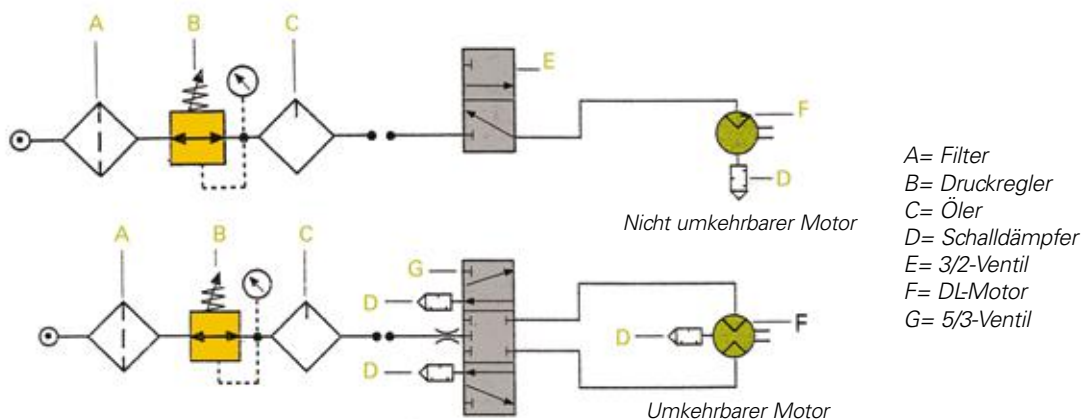 A B C
E
F
D
Nicht umkehrbarer Motor
A B C
G
D
D
F
D
Umkehrbarer Motor
A= Filter
B= Druckregler
C= Öler
D= Schalldämpfer
E= 3/2-Ventil
F= DL-Motor
G= 5/3-Ventil